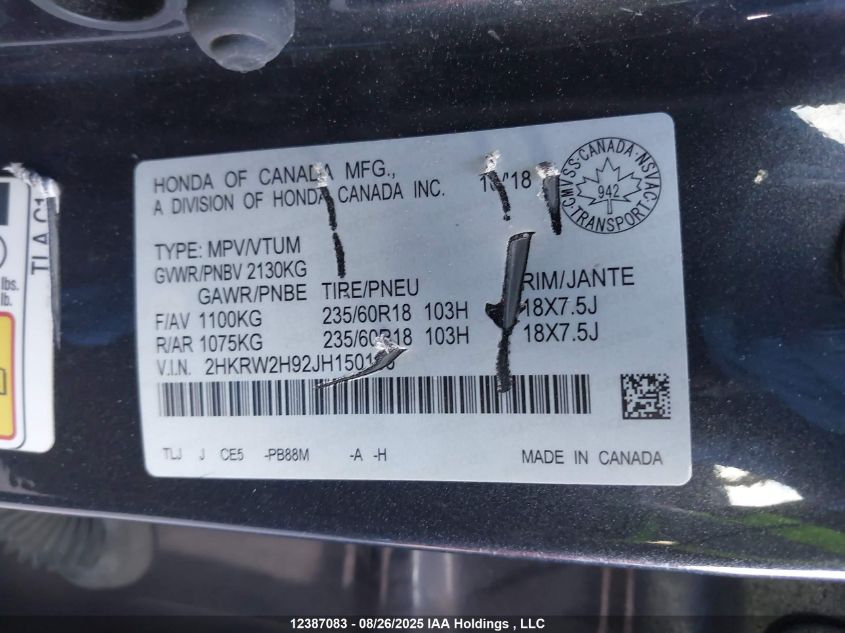 HONDA OF CANADA MFG.,
A DIVISION OF HONDA CANADA INC.
CMVSS·CANADA·NSVAC
942
TRANSPORT
TYPE: MPV/VTUM
GVWR/PNBV 2130KG
GAWR/PNBE TIRE/PNEU RIM/JANTE
F/AV 1100KG 235/60R18 103H 18X7.5J
R/AR 1075KG 235/60R18 103H 18X7.5J
V.I.N.
TLJ J CE5 -PB88M -A -H
MADE IN CANADA
lbs.
lb.
12387083 - 08/26/2025 IAA Holdings , LLC